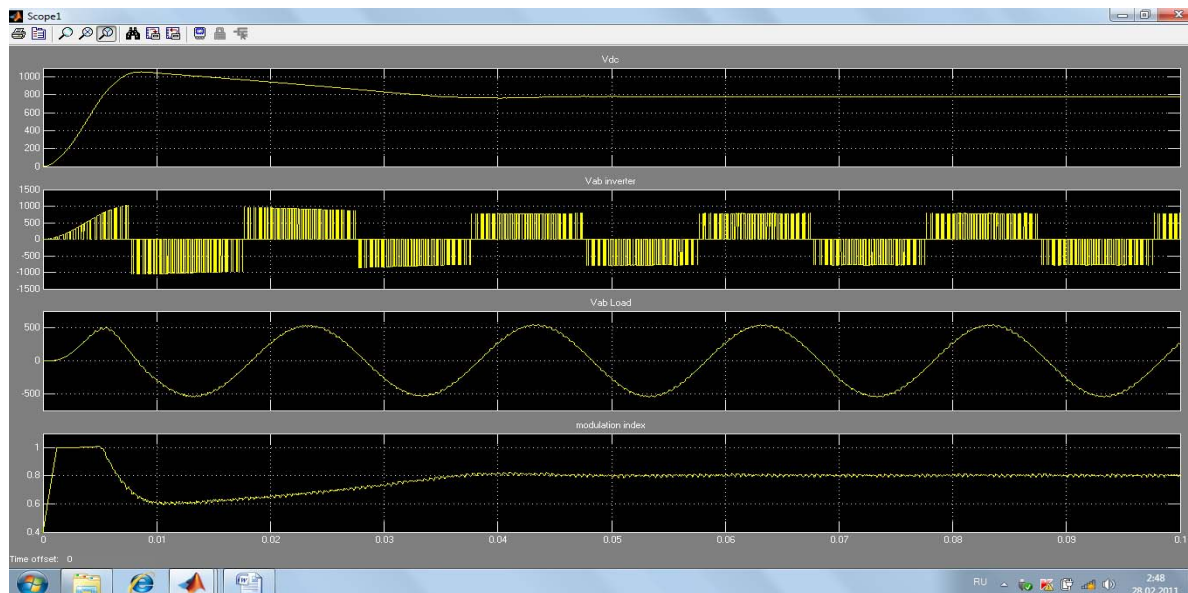 Scope1
Vdc
1000
800
600
400
200
0
Vab inverter
1500
1000
500
0
-500
-1000
-1500
Vab Load
500
0
-500
modulation index
1
0.8
0.6
0.4
0 0.01 0.02 0.03 0.04 0.05 0.06 0.07 0.08 0.09 0.1
Time offset: 0
RU 2:48
28.02.2011